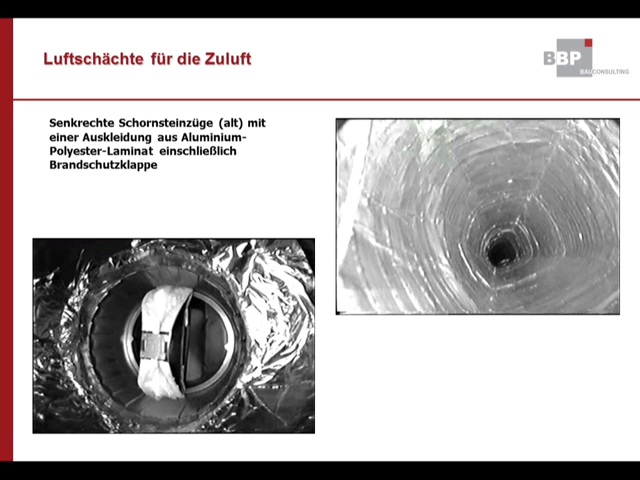 Luftschächte für die Zuluft
BBP
BAUCONSULTING
Senkrechte Schornsteinzüge (alt) mit
einer Auskleidung aus Aluminium-
Polyester-Laminat einschließlich
Brandschutzklappe